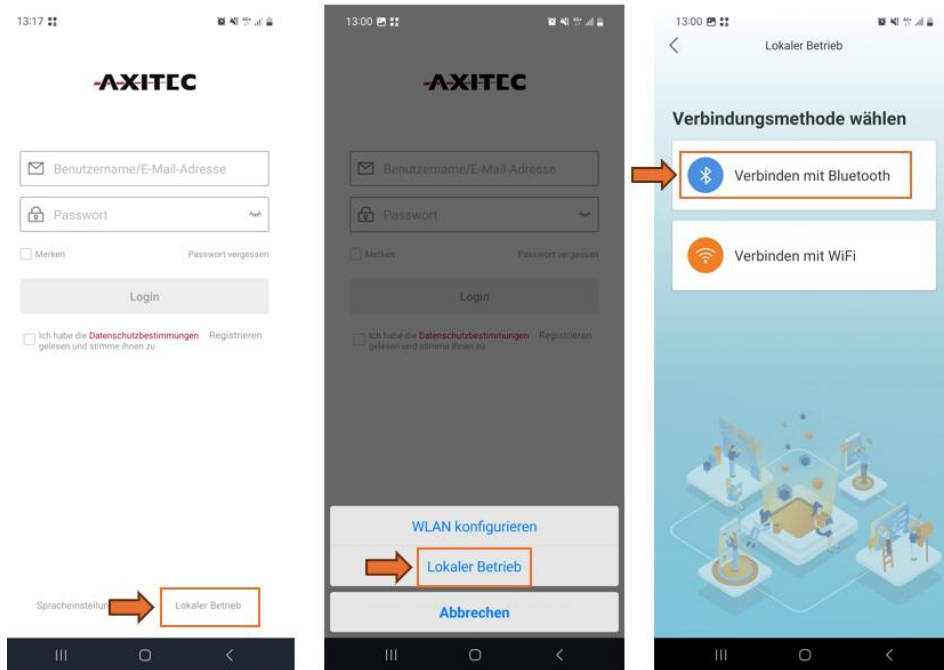 13:17
AXITEC
Benutzername/E-Mail-Adresse
Passwort
Merken Passwort vergessen
Login
Ich habe die Datenschutzbestimmungen Registrieren
gelesen und stimme ihnen zu
Spracheinstellun Lokaler Betrieb
13:00
AXITEC
Benutzername/E-Mail-Adresse
Passwort
Merken Passwort vergessen
Login
Ich habe die Datenschutzbestimmungen Registrieren
gelesen und stimme ihnen zu
WLAN konfigurieren
Lokaler Betrieb
Abbrechen
13:00
Lokaler Betrieb
Verbindungsmethode wählen
Verbinden mit Bluetooth
Verbinden mit WiFi